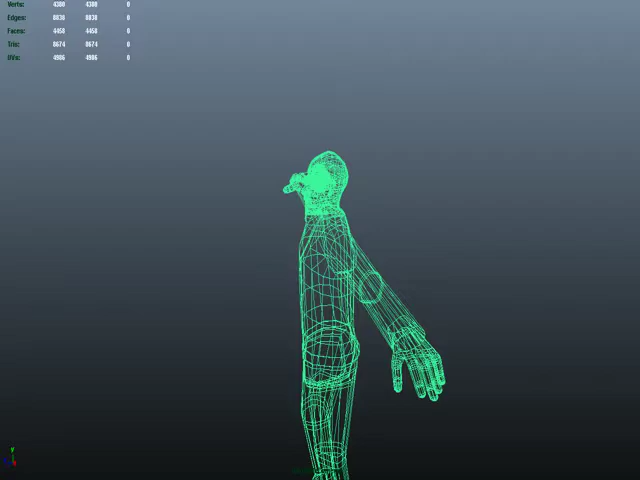 Verts: 4380 4380 0
Edges: 8838 8838 0
Faces: 4458 4458 0
Tris: 8674 8674 0
UVs: 4986 4986 0
y